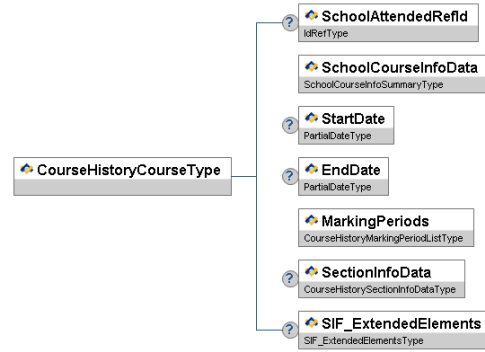 SchoolAttendedRefId
IdRefType
SchoolCourseInfoData
SchoolCourseInfoSummaryType
StartDate
PartialDateType
EndDate
PartialDateType
CourseHistoryCourseType
MarkingPeriods
CourseHistoryMarkingPeriodListType
SectionInfoData
CourseHistorySectionInfoDataType
SIF_ExtendedElements
SIF_ExtendedElementsType
?
?
?
?
?